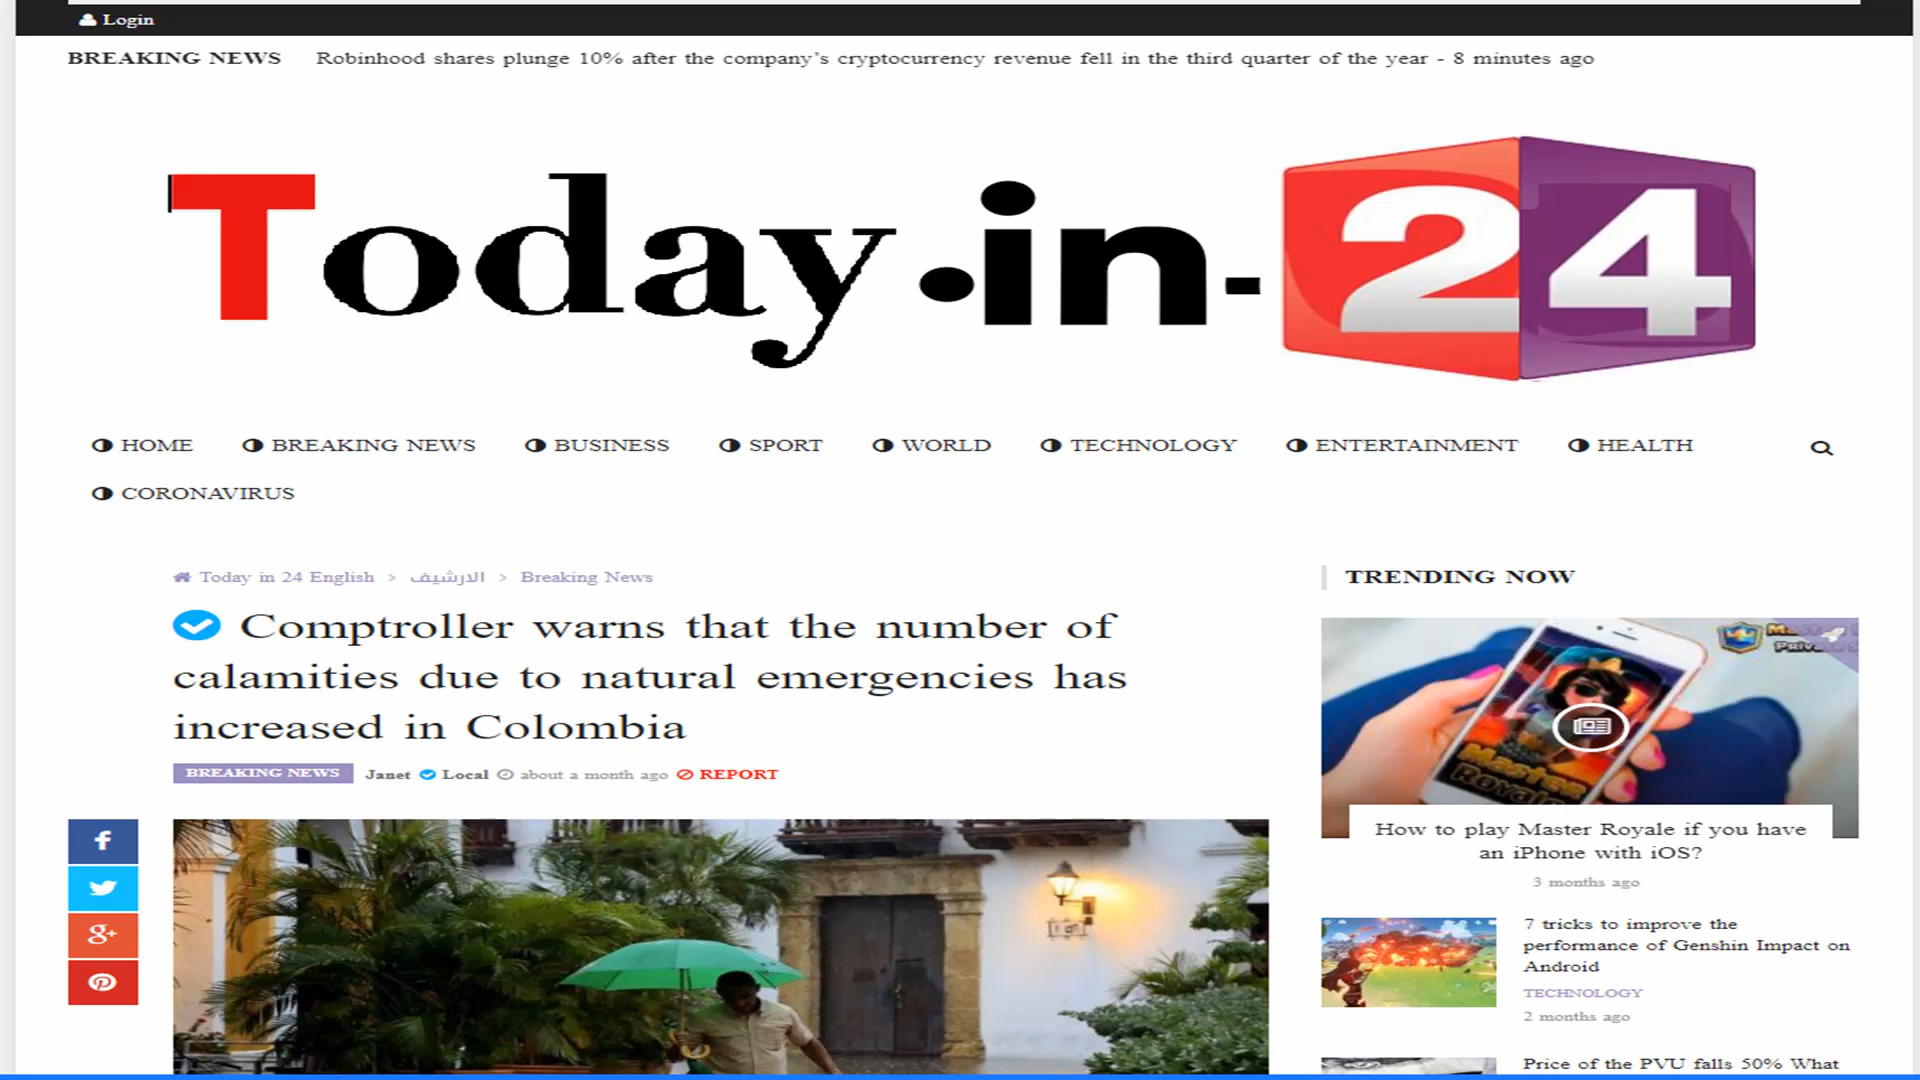 Login
BREAKING NEWS Robinhood shares plunge 10% after the company's cryptocurrency revenue fell in the third quarter of the year - 8 minutes ago
Today.in-24
HOME BREAKING NEWS BUSINESS SPORT WORLD TECHNOLOGY ENTERTAINMENT HEALTH
CORONAVIRUS
Today in 24 English > الارشيف > Breaking News
Comptroller warns that the number of
calamities due to natural emergencies has
increased in Colombia
BREAKING NEWS Janet Local about a month ago REPORT
f
g+
TRENDING NOW
Master Royale
How to play Master Royale if you have
an iPhone with iOS?
3 months ago
7 tricks to improve the
performance of Genshin Impact on
Android
TECHNOLOGY
2 months ago
Price of the PVU falls 50% What